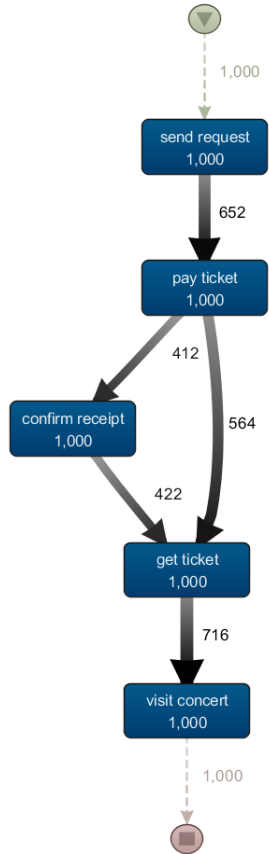 1,000
send request
1,000
652
pay ticket
1,000
412
confirm receipt
1,000
564
422
get ticket
1,000
716
visit concert
1,000
1,000